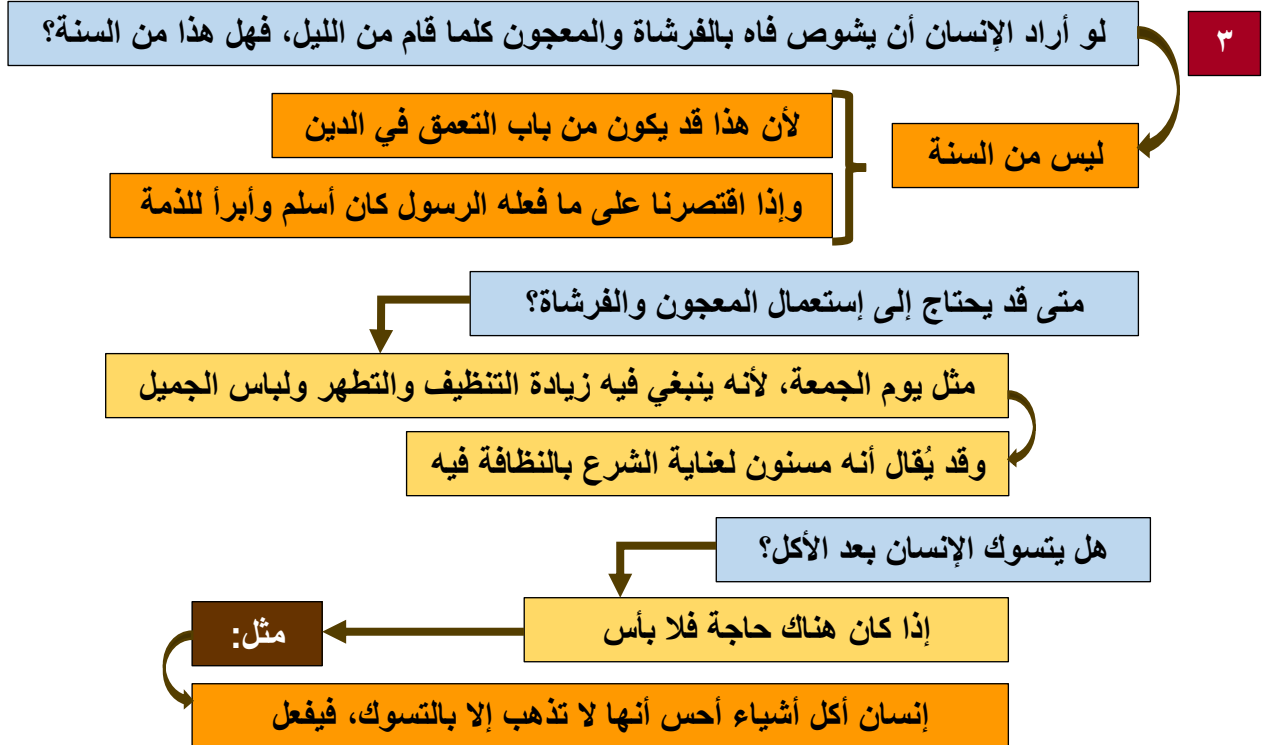 ٣
لو أراد الإنسان أن يشوص فاه بالفرشاة والمعجون كلما قام من الليل، فهل هذا من السنة؟
ليس من السنة
لأن هذا قد يكون من باب التعمق في الدين
وإذا اقتصرنا على ما فعله الرسول كان أسلم وأبرأ للذمة
متى قد يحتاج إلى إستعمال المعجون والفرشاة؟
مثل يوم الجمعة، لأنه ينبغي فيه زيادة التنظيف والتطهر ولباس الجميل
وقد يُقال أنه مسنون لعناية الشرع بالنظافة فيه
هل يتسوك الإنسان بعد الأكل؟
إذا كان هناك حاجة فلا بأس
مثل:
إنسان أكل أشياء أحس أنها لا تذهب إلا بالتسوك، فيفعل